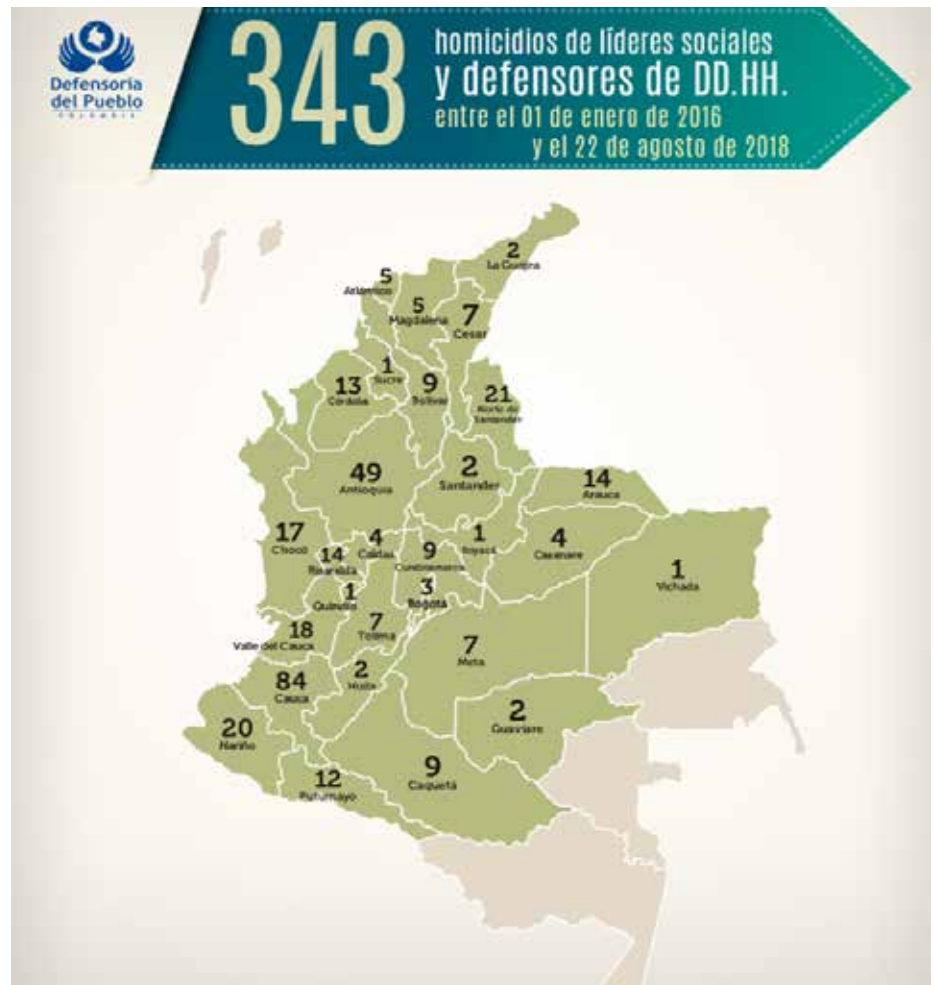 Defensoría
del Pueblo
COLOMBIA
343
homicidios de líderes sociales
y defensores de DD.HH.
entre el 01 de enero de 2016
y el 22 de agosto de 2018
2
La Guajira
5
Atlántico
5
Magdalena
7
Cesar
1
Sucre
13
Córdoba
9
Bolívar
21
Norte de
Santander
49
Antioquia
2
Santander
14
Arauca
17
Chocó
4
Caldas
9
Cundinamarca
1
Boyacá
4
Casanare
14
Risaralda
1
Vichada
1
Quindío
3
Bogotá
18
Valle del Cauca
7
Tolima
7
Meta
84
Cauca
2
Huila
2
Guaviare
20
Nariño
9
Caquetá
12
Putumayo